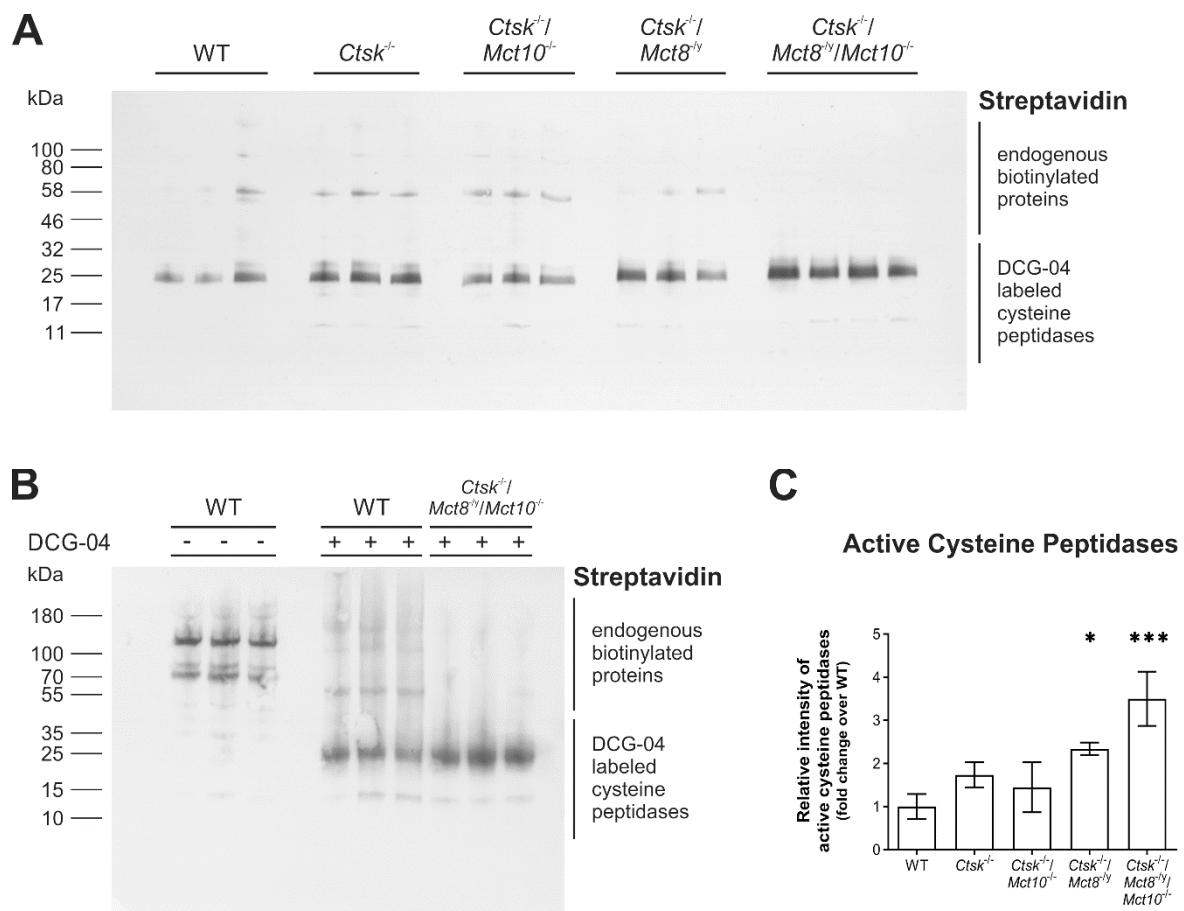 A
WT
Ctsk-/-
Ctsk-/-/
Mct10-/-
Ctsk-/-/
Mct8-/y
Ctsk-/-/
Mct8-/y/Mct10-/-
kDa
100
80
58
46
32
25
17
11
Streptavidin
endogenous
biotinylated
proteins
DCG-04
labeled
cysteine
peptidases
B
WT
WT
Ctsk-/-/
Mct8-/y/Mct10-/-
DCG-04 - - - + + + + + +
kDa
180
100
70
55
35
25
15
10
Streptavidin
endogenous
biotinylated
proteins
DCG-04
labeled
cysteine
peptidases
C
Active Cysteine Peptidases
Relative intensity of
active cysteine peptidases
(fold change over WT)
5
4
3
2
1
0
*
***
WT
Ctsk-/-
Ctsk-/-/
Mct10-/-
Ctsk-/-/
Mct8-/y
Ctsk-/-/
Mct8-/y/
Mct10-/-